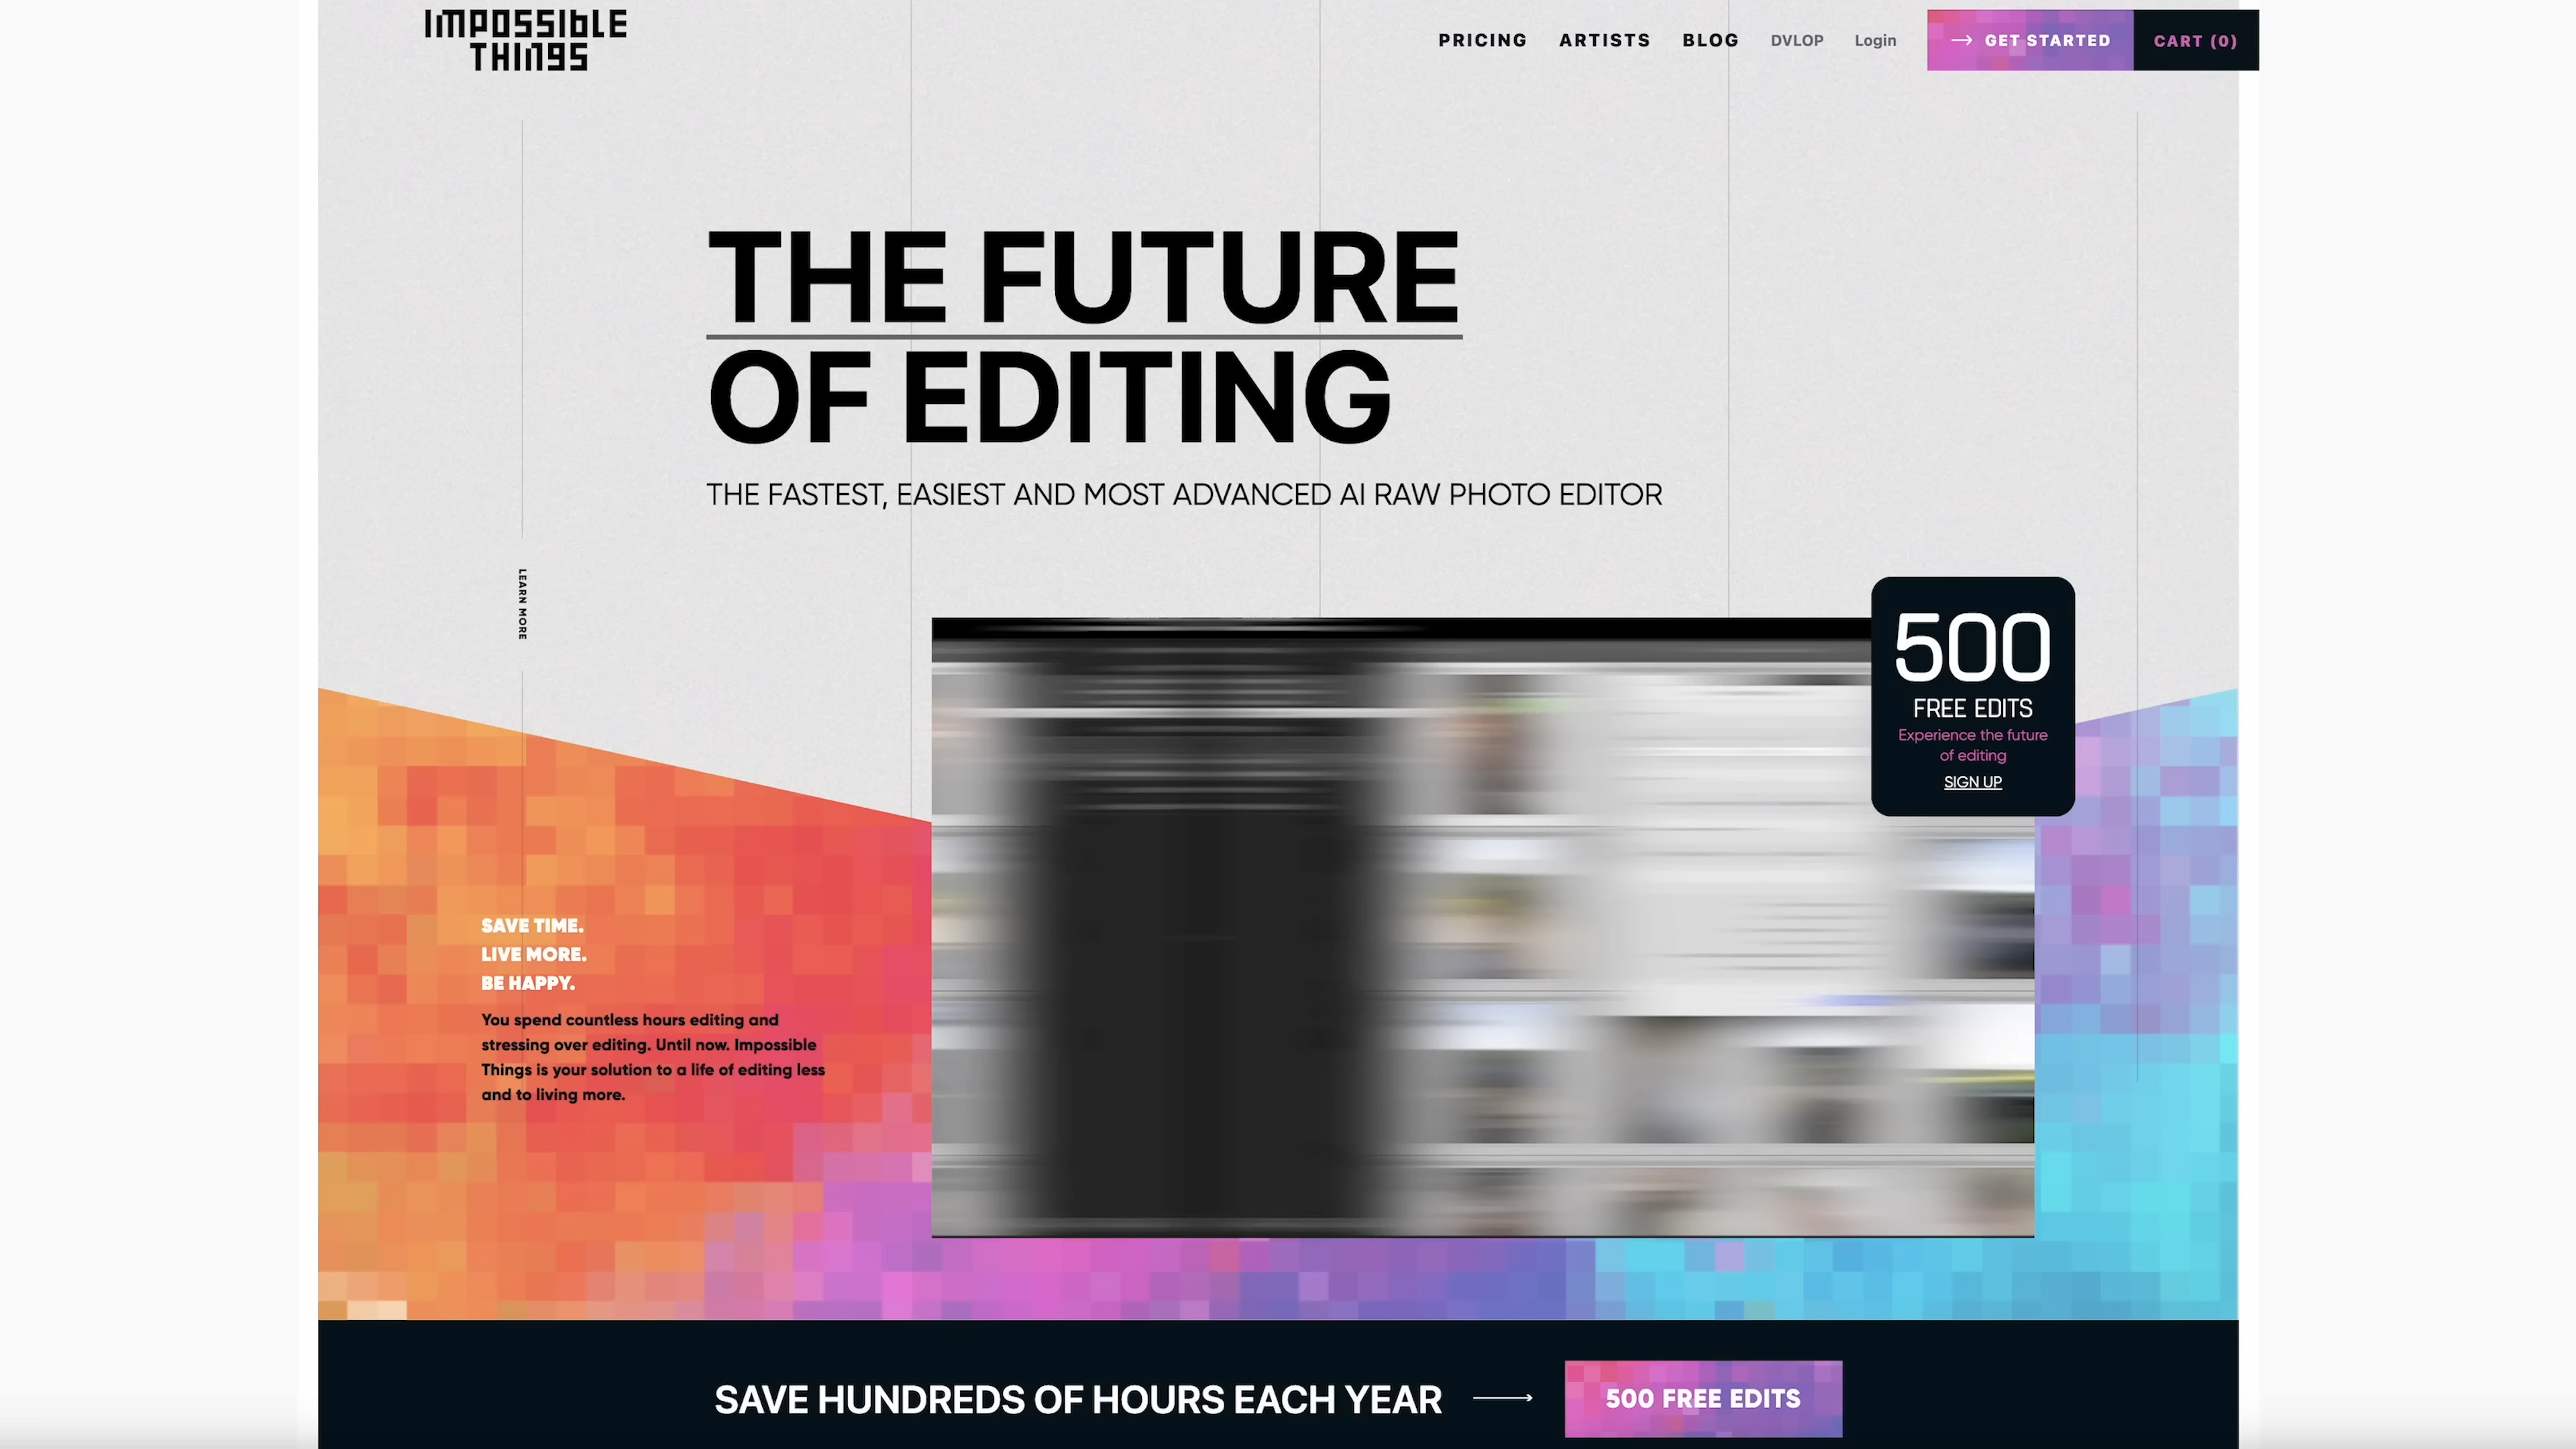 IMPOSSIBLE
THINGS
PRICING ARTISTS BLOG DVLOP Login → GET STARTED CART (0)
THE FUTURE
OF EDITING
THE FASTEST, EASIEST AND MOST ADVANCED AI RAW PHOTO EDITOR
LEARN MORE
500
FREE EDITS
Experience the future
of editing
SIGN UP
SAVE TIME.
LIVE MORE.
BE HAPPY.
You spend countless hours editing and
stressing over editing. Until now. Impossible
Things is your solution to a life of editing less
and to living more.
SAVE HUNDREDS OF HOURS EACH YEAR → 500 FREE EDITS